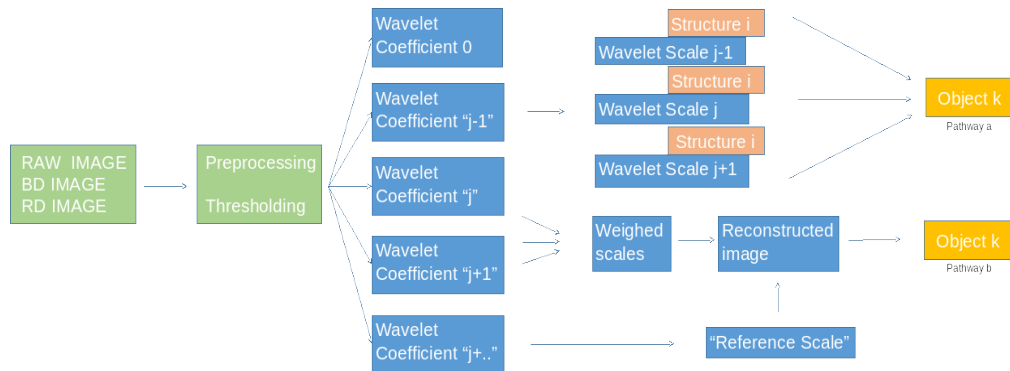 RAW IMAGE
BD IMAGE
RD IMAGE
Preprocessing
Thresholding
Wavelet
Coefficient 0
Wavelet
Coefficient “j-1”
Wavelet
Coefficient “j”
Wavelet
Coefficient “j+1”
Wavelet
Coefficient “j+..”
Structure i
Wavelet Scale j-1
Structure i
Wavelet Scale j
Structure i
Wavelet Scale j+1
Object k
Pathway a
Weighed
scales
Reconstructed
image
Object k
Pathway b
“Reference Scale”